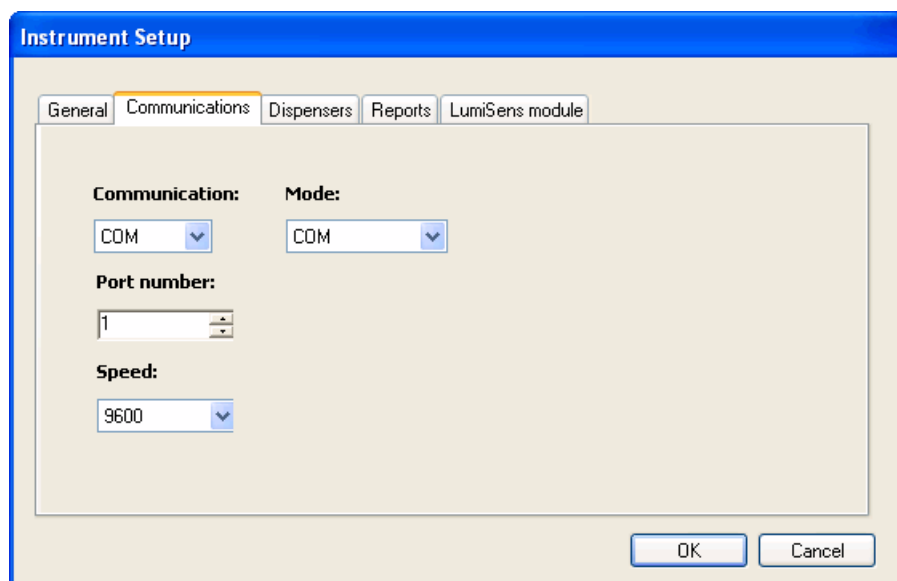 Instrument Setup
General Communications Dispensers Reports LumiSens module
Communication: Mode:
COM COM
Port number:
1
Speed:
9600
OK Cancel